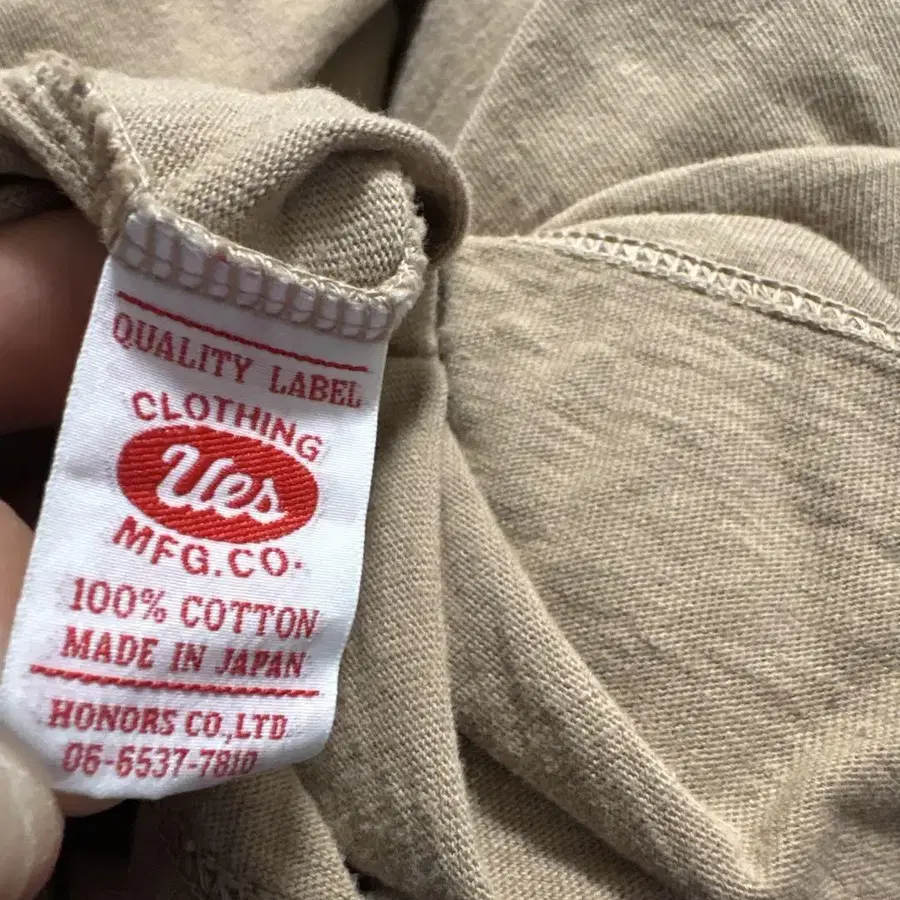 QUALITY LABEL
CLOTHING
Ues
MFG.CO.
100% COTTON
MADE IN JAPAN
HONORS CO.,LTD
06-6537-7810